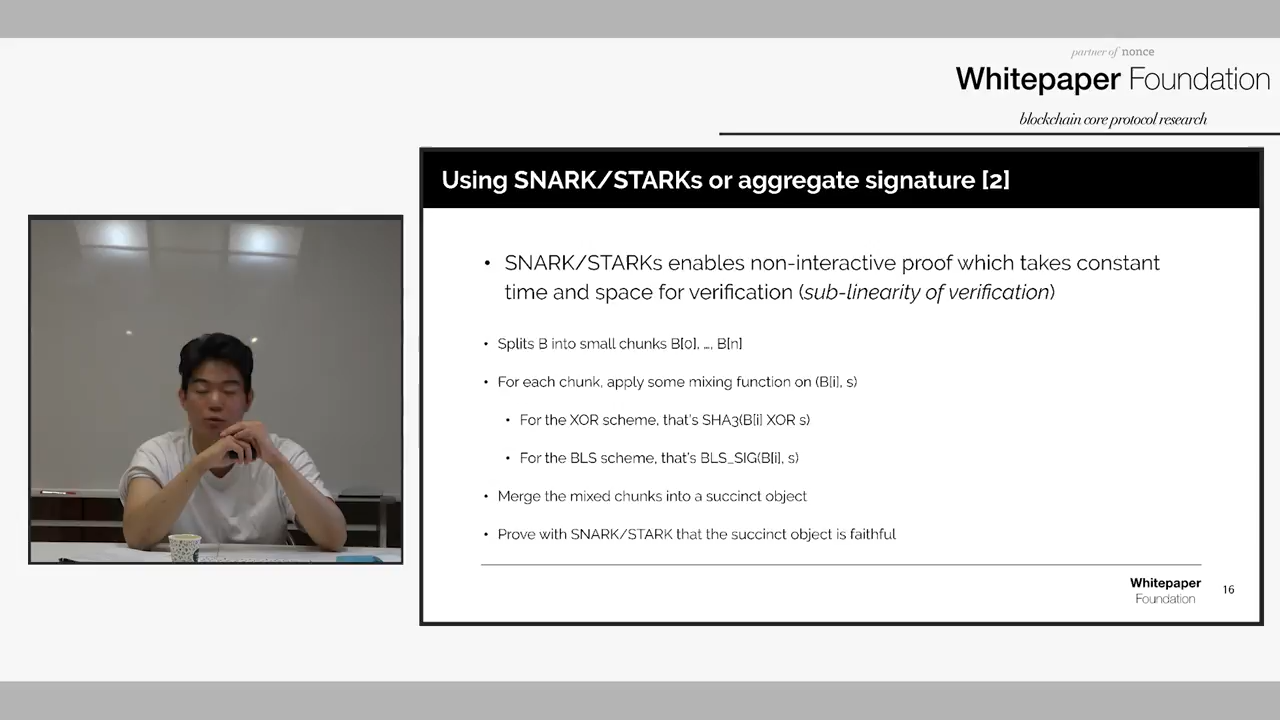 partner of nonce
Whitepaper Foundation
blockchain core protocol research
Using SNARK/STARKs or aggregate signature [2]
• SNARK/STARKs enables non-interactive proof which takes constant
time and space for verification (sub-linearity of verification)
• Splits B into small chunks B[0], ..., B[n]
• For each chunk, apply some mixing function on (B[i], s)
• For the XOR scheme, that's SHA3(B[i] XOR s)
• For the BLS scheme, that's BLS_SIG(B[i], s)
• Merge the mixed chunks into a succinct object
• Prove with SNARK/STARK that the succinct object is faithful
Whitepaper
Foundation
16